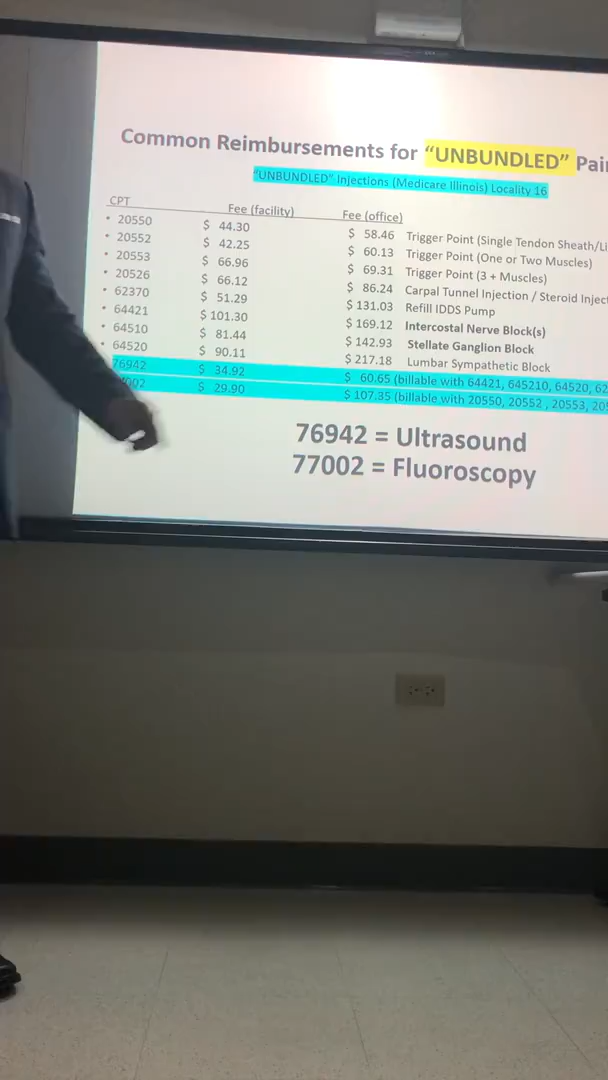 Common Reimbursements for “UNBUNDLED” Pai
“UNBUNDLED” Injections (Medicare Illinois) Locality 16
CPT Fee (facility) Fee (office)
• 20550 $ 44.30 $ 58.46 Trigger Point (Single Tendon Sheath/Li
• 20552 $ 42.25 $ 60.13 Trigger Point (One or Two Muscles)
• 20553 $ 66.96 $ 69.31 Trigger Point (3 + Muscles)
• 20526 $ 66.12 $ 86.24 Carpal Tunnel Injection / Steroid Injec
• 62370 $ 51.29 $ 131.03 Refill IDDS Pump
• 64421 $ 101.30 $ 169.12 Intercostal Nerve Block(s)
• 64510 $ 81.44 $ 142.93 Stellate Ganglion Block
• 64520 $ 90.11 $ 217.18 Lumbar Sympathetic Block
76942 $ 34.92 $ 60.65 (billable with 64421, 645210, 64520, 62
002 $ 29.90 $ 107.35 (billable with 20550, 20552 , 20553, 20
76942 = Ultrasound
77002 = Fluoroscopy